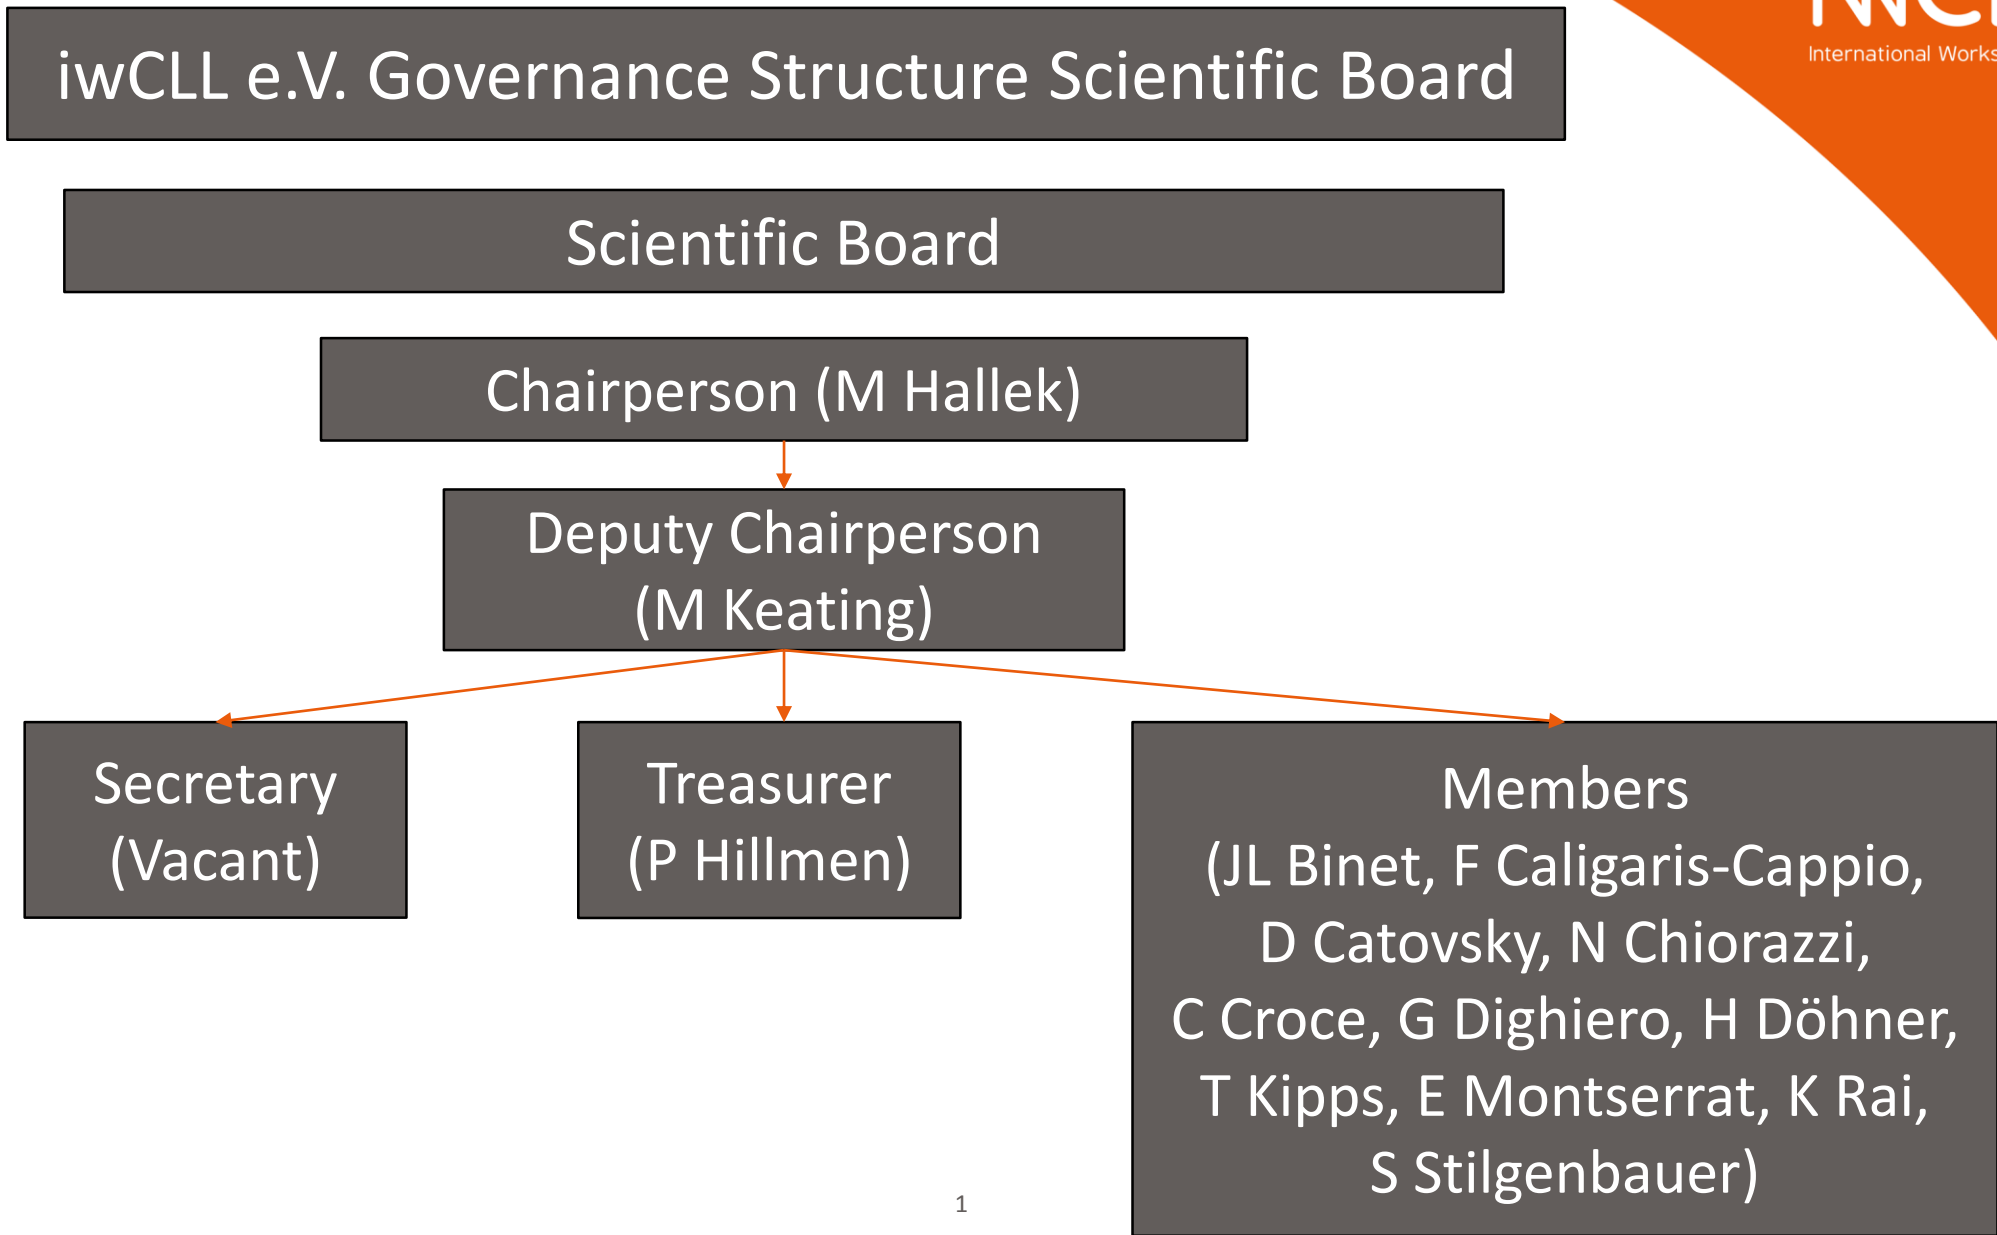 iwCLL e.V. Governance Structure Scientific Board
International Works
Scientific Board
Chairperson (M Hallek)
Deputy Chairperson
(M Keating)
Secretary
(Vacant)
Treasurer
(P Hillmen)
Members
(JL Binet, F Caligaris-Cappio,
D Catovsky, N Chiorazzi,
C Croce, G Dighiero, H Döhner,
T Kipps, E Montserrat, K Rai,
S Stilgenbauer)
1